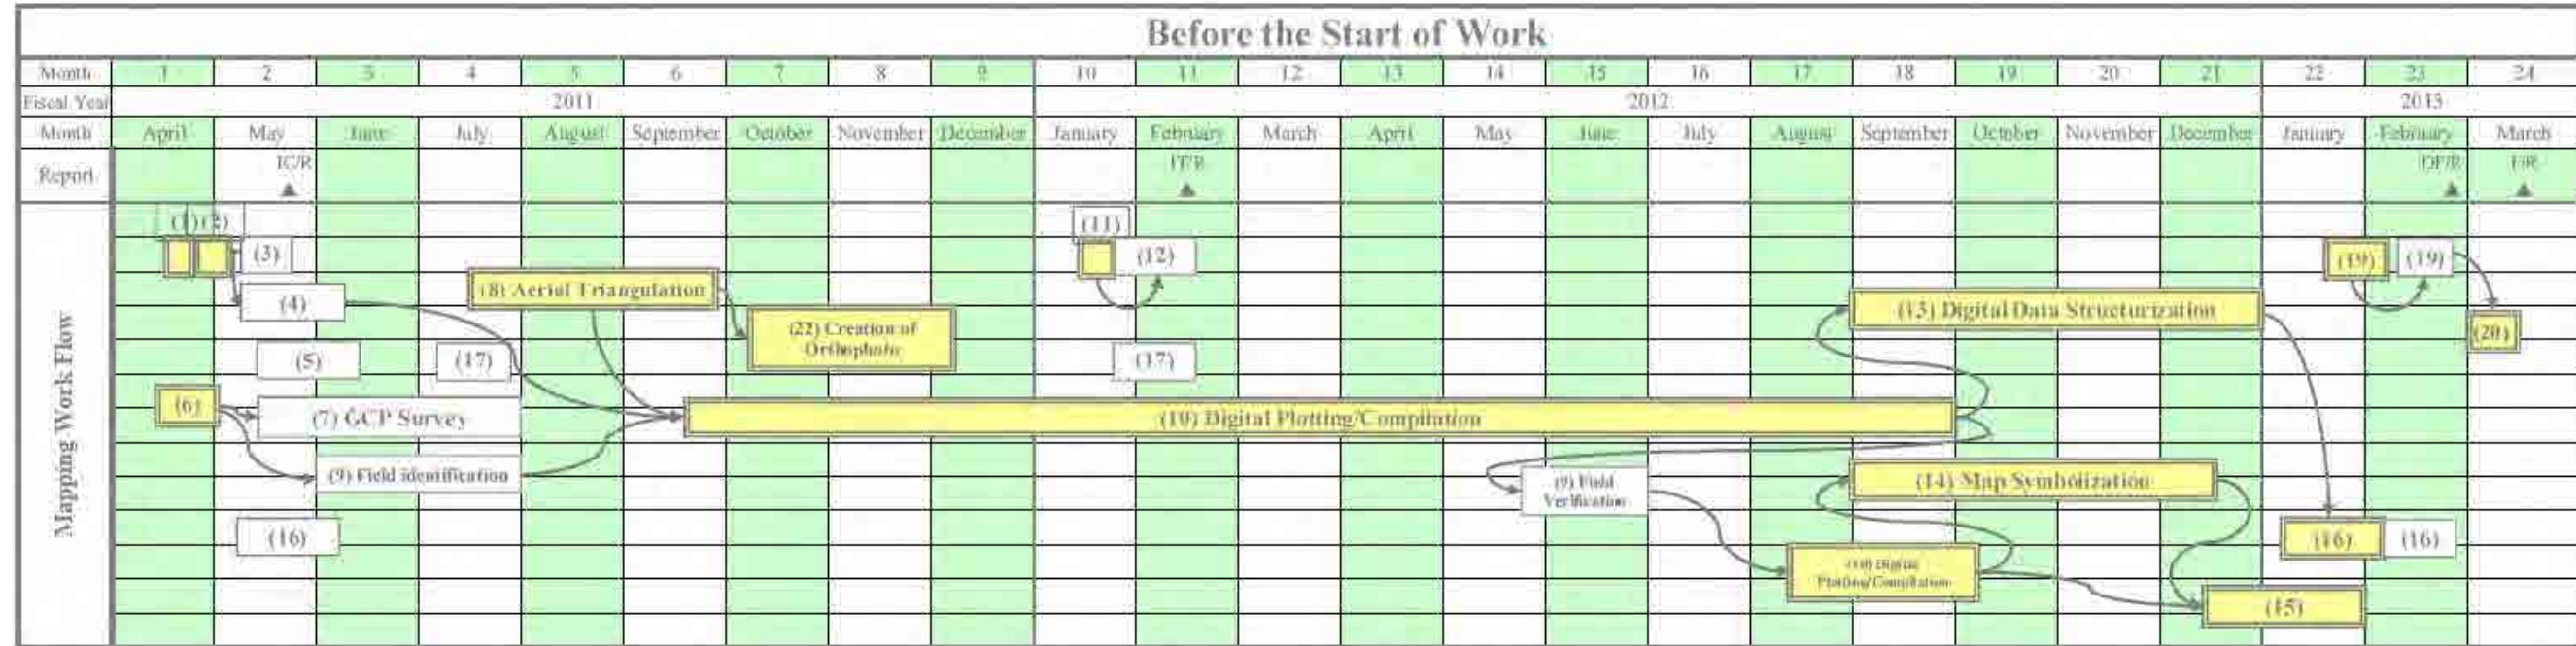 Before the Start of Work
Month 1 2 3 4 5 6 7 8 9 10 11 12 13 14 15 16 17 18 19 20 21 22 23 24
Fiscal Year 2011 2012 2013
Month April May June July August September October November December January February March April May June July August September October November December January February March
Report IC/R IT/R DF/R F/R
Mapping Work Flow
(1) (2)
(11)
(3)
(12)
(19) (19)
(4)
(8) Aerial Triangulation
(13) Digital Data Structurization
(22) Creation of
Orthophoto
(20)
(5)
(17)
(17)
(6)
(7) GCP Survey
(10) Digital Plotting/Compilation
(9) Field identification
(9) Field
Verification
(14) Map Symbolization
(16)
(16) (16)
(10) Digital
Plotting/Compilation
(15)